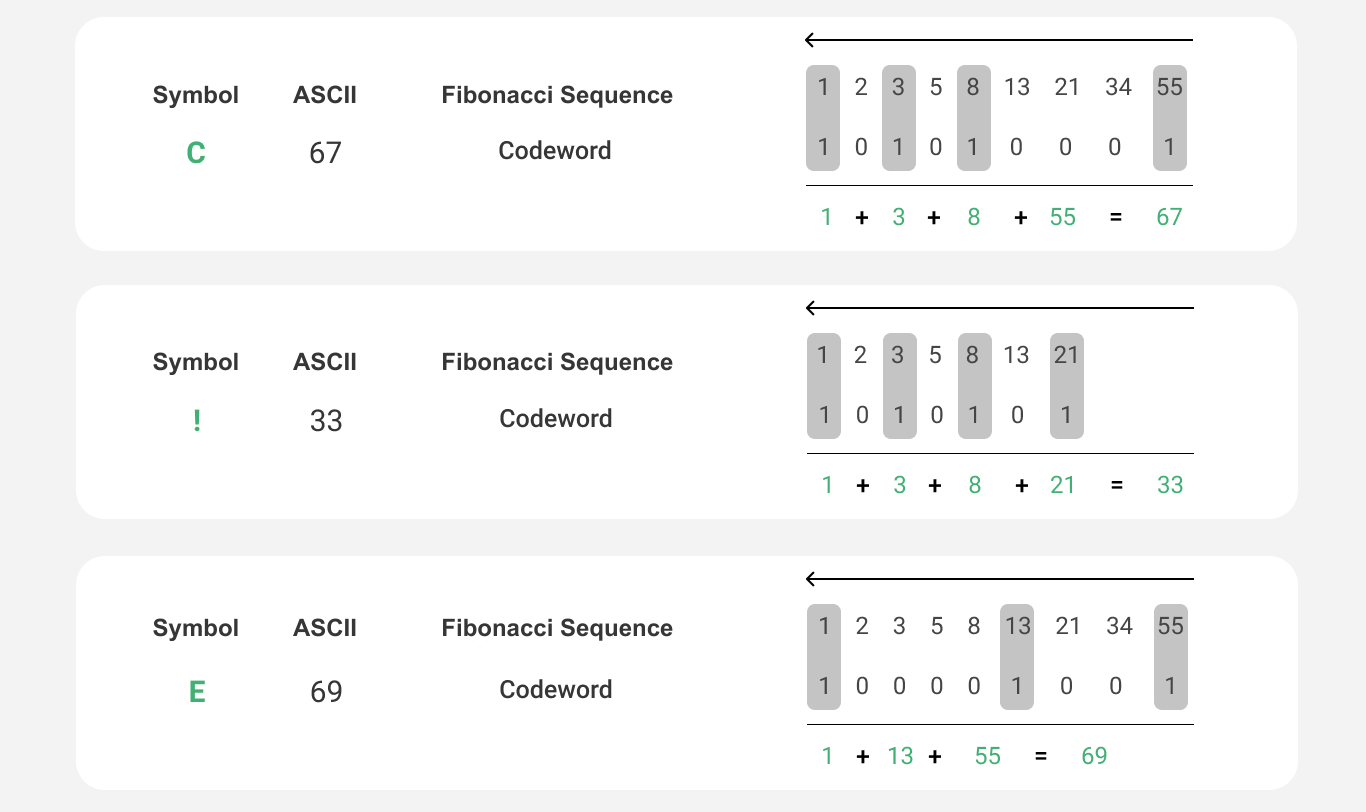 Symbol ASCII Fibonacci Sequence 1 2 3 5 8 13 21 34 55
C 67 Codeword 1 0 1 0 1 0 0 0 1
1 + 3 + 8 + 55 = 67
Symbol ASCII Fibonacci Sequence 1 2 3 5 8 13 21
! 33 Codeword 1 0 1 0 1 0 1
1 + 3 + 8 + 21 = 33
Symbol ASCII Fibonacci Sequence 1 2 3 5 8 13 21 34 55
E 69 Codeword 1 0 0 0 0 1 0 0 1
1 + 13 + 55 = 69